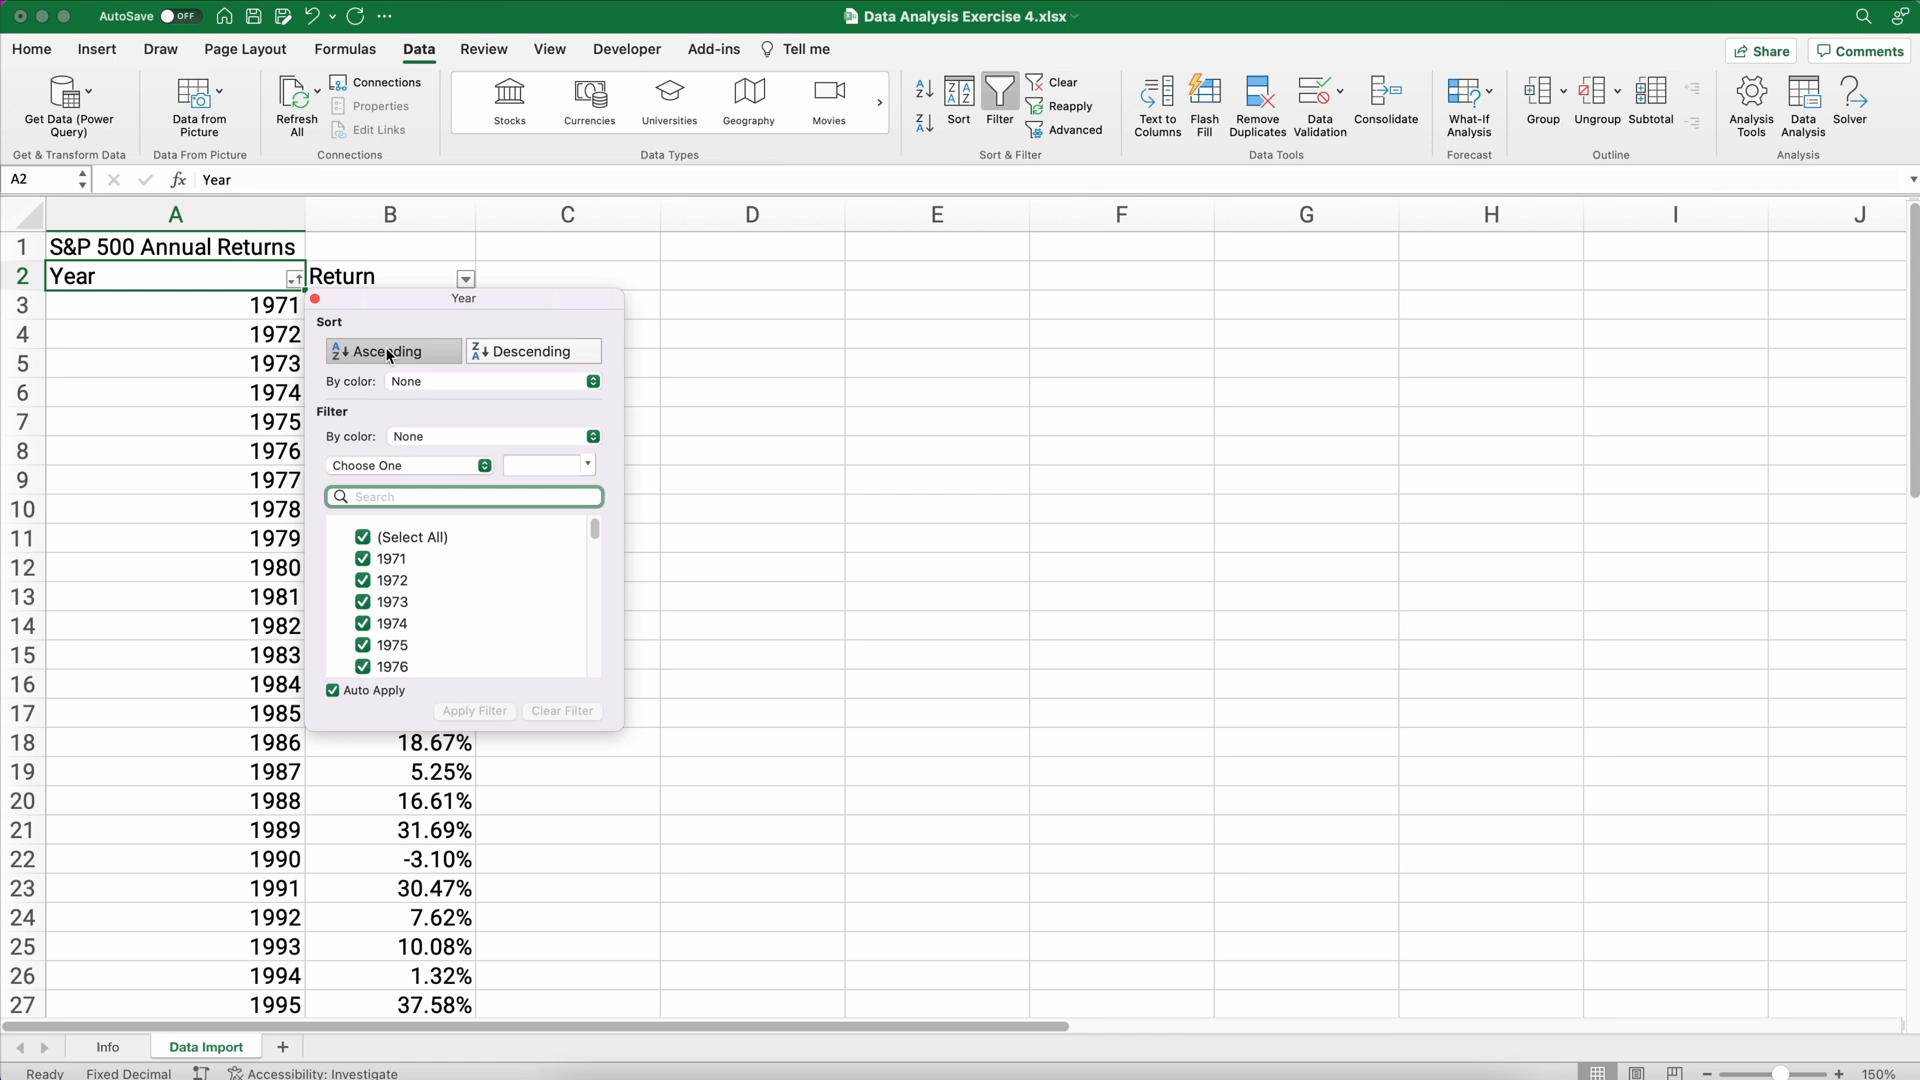 AutoSave OFF Data Analysis Exercise 4.xlsx
Home Insert Draw Page Layout Formulas Data Review View Developer Add-ins Tell me Share Comments
Get Data (Power Query)
Get & Transform Data
Data from Picture
Data From Picture
Refresh All
Connections
Properties
Edit Links
Connections
Stocks Currencies Universities Geography Movies
Data Types
Sort Filter
Clear
Reapply
Advanced
Sort & Filter
Text to Columns
Flash Fill
Remove Duplicates
Data Validation
Consolidate
Data Tools
What-If Analysis
Forecast
Group Ungroup Subtotal
Outline
Analysis Tools
Data Analysis
Solver
Analysis
A2 fx Year
A B C D E F G H I J
1 S&P 500 Annual Returns
2 Year Return
3 1971
4 1972
5 1973
6 1974
7 1975
8 1976
9 1977
10 1978
11 1979
12 1980
13 1981
14 1982
15 1983
16 1984
17 1985
18 1986 18.67%
19 1987 5.25%
20 1988 16.61%
21 1989 31.69%
22 1990 -3.10%
23 1991 30.47%
24 1992 7.62%
25 1993 10.08%
26 1994 1.32%
27 1995 37.58%
Year
Sort
Ascending Descending
By color: None
Filter
By color: None
Choose One
Search
(Select All)
1971
1972
1973
1974
1975
1976
Auto Apply
Apply Filter Clear Filter
Info Data Import +
Ready Fixed Decimal Accessibility: Investigate 150%